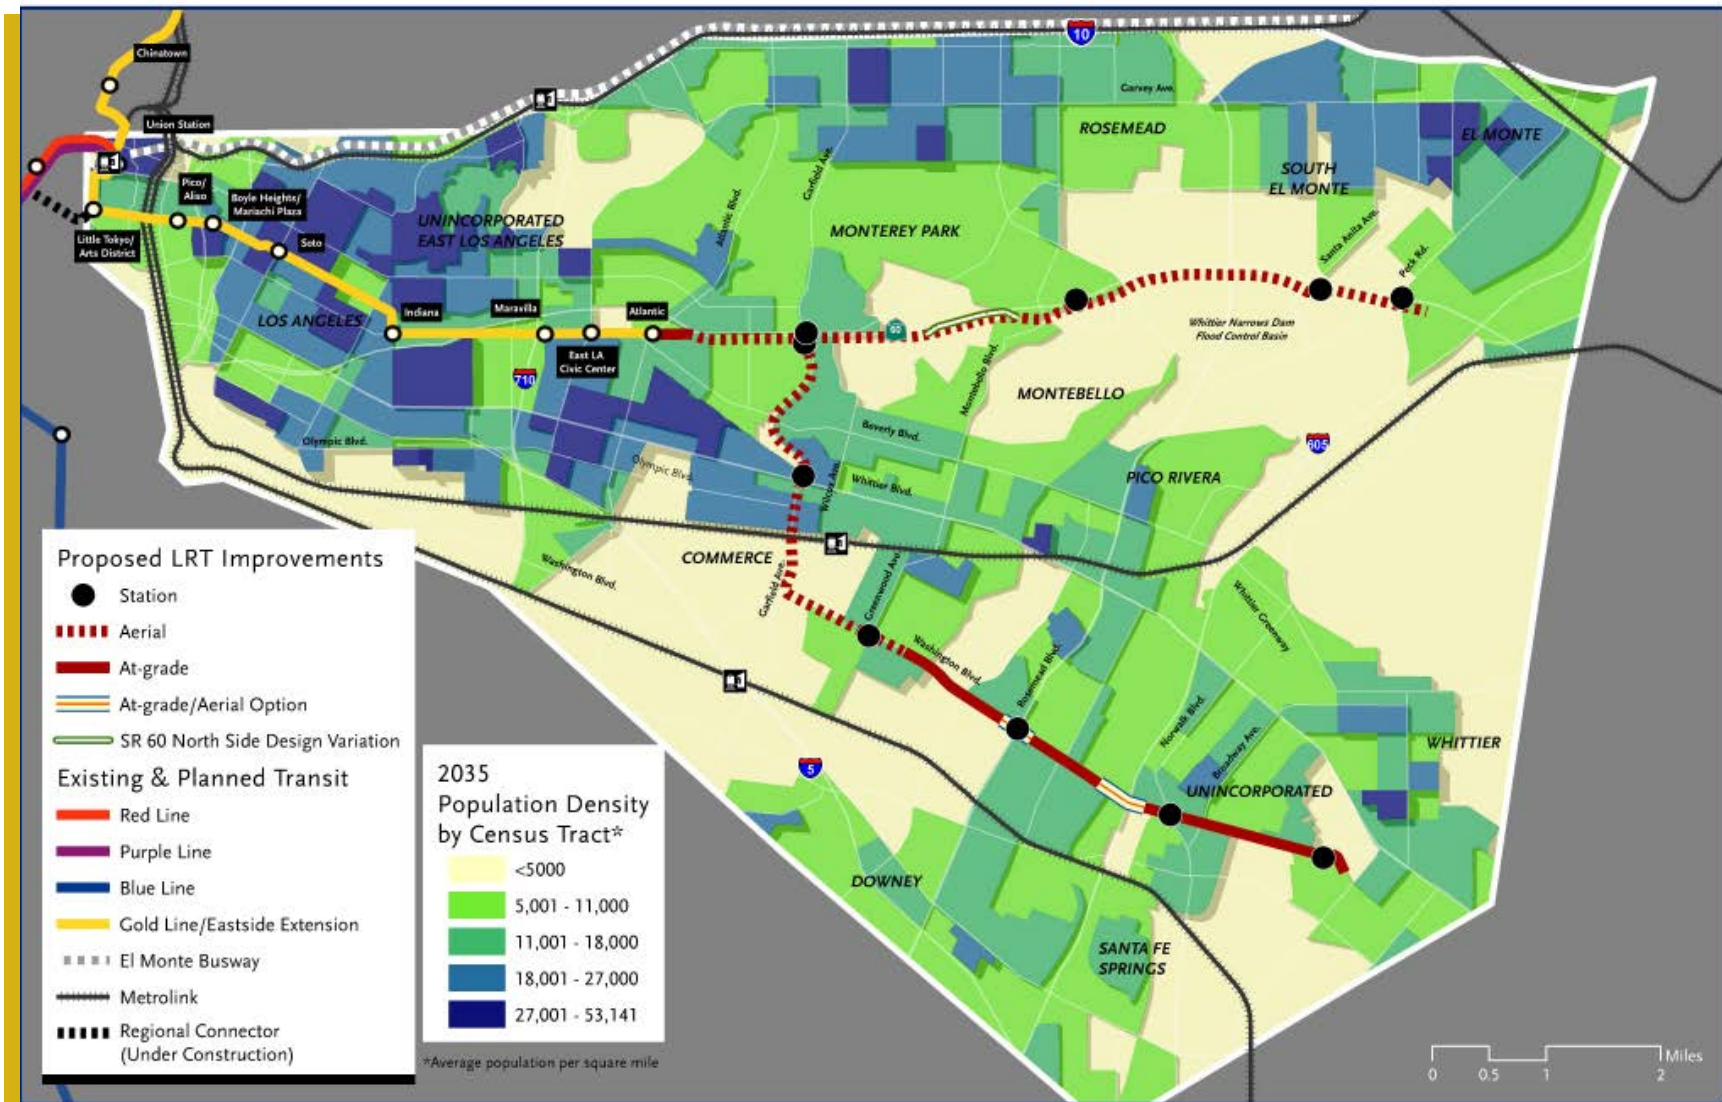 10
Chinatown
Garvey Ave.
Union Station
ROSEMEAD
EL MONTE
SOUTH
EL MONTE
Garfield Ave.
Pico/
Aliso
Boyle Heights/
Mariachi Plaza
UNINCORPORATED
EAST LOS ANGELES
Atlantic Blvd.
MONTEREY PARK
Santa Anita Ave.
Peck Rd.
Little Tokyo/
Arts District
Soto
LOS ANGELES
Indiana
Maravilla
Atlantic
60
Whittier Narrows Dam
Flood Control Basin
East LA
Civic Center
710
Montebello Blvd.
MONTEBELLO
Olympic Blvd.
Beverly Blvd.
605
Olympic Blvd.
Wilcox Ave.
Whittier Blvd.
PICO RIVERA
COMMERCE
Washington Blvd.
Garfield Ave.
Greenwood Ave.
Whittier Greenway
Washington Blvd.
Rosemead Blvd.
Norwalk Blvd.
Broadway Ave.
WHITTIER
5
UNINCORPORATED
DOWNEY
SANTA FE
SPRINGS
Proposed LRT Improvements
Station
Aerial
At-grade
At-grade/Aerial Option
SR 60 North Side Design Variation
Existing & Planned Transit
Red Line
Purple Line
Blue Line
Gold Line/Eastside Extension
El Monte Busway
Metrolink
Regional Connector
(Under Construction)
2035
Population Density
by Census Tract*
<5000
5,001 - 11,000
11,001 - 18,000
18,001 - 27,000
27,001 - 53,141
*Average population per square mile
Miles
0 0.5 1 2